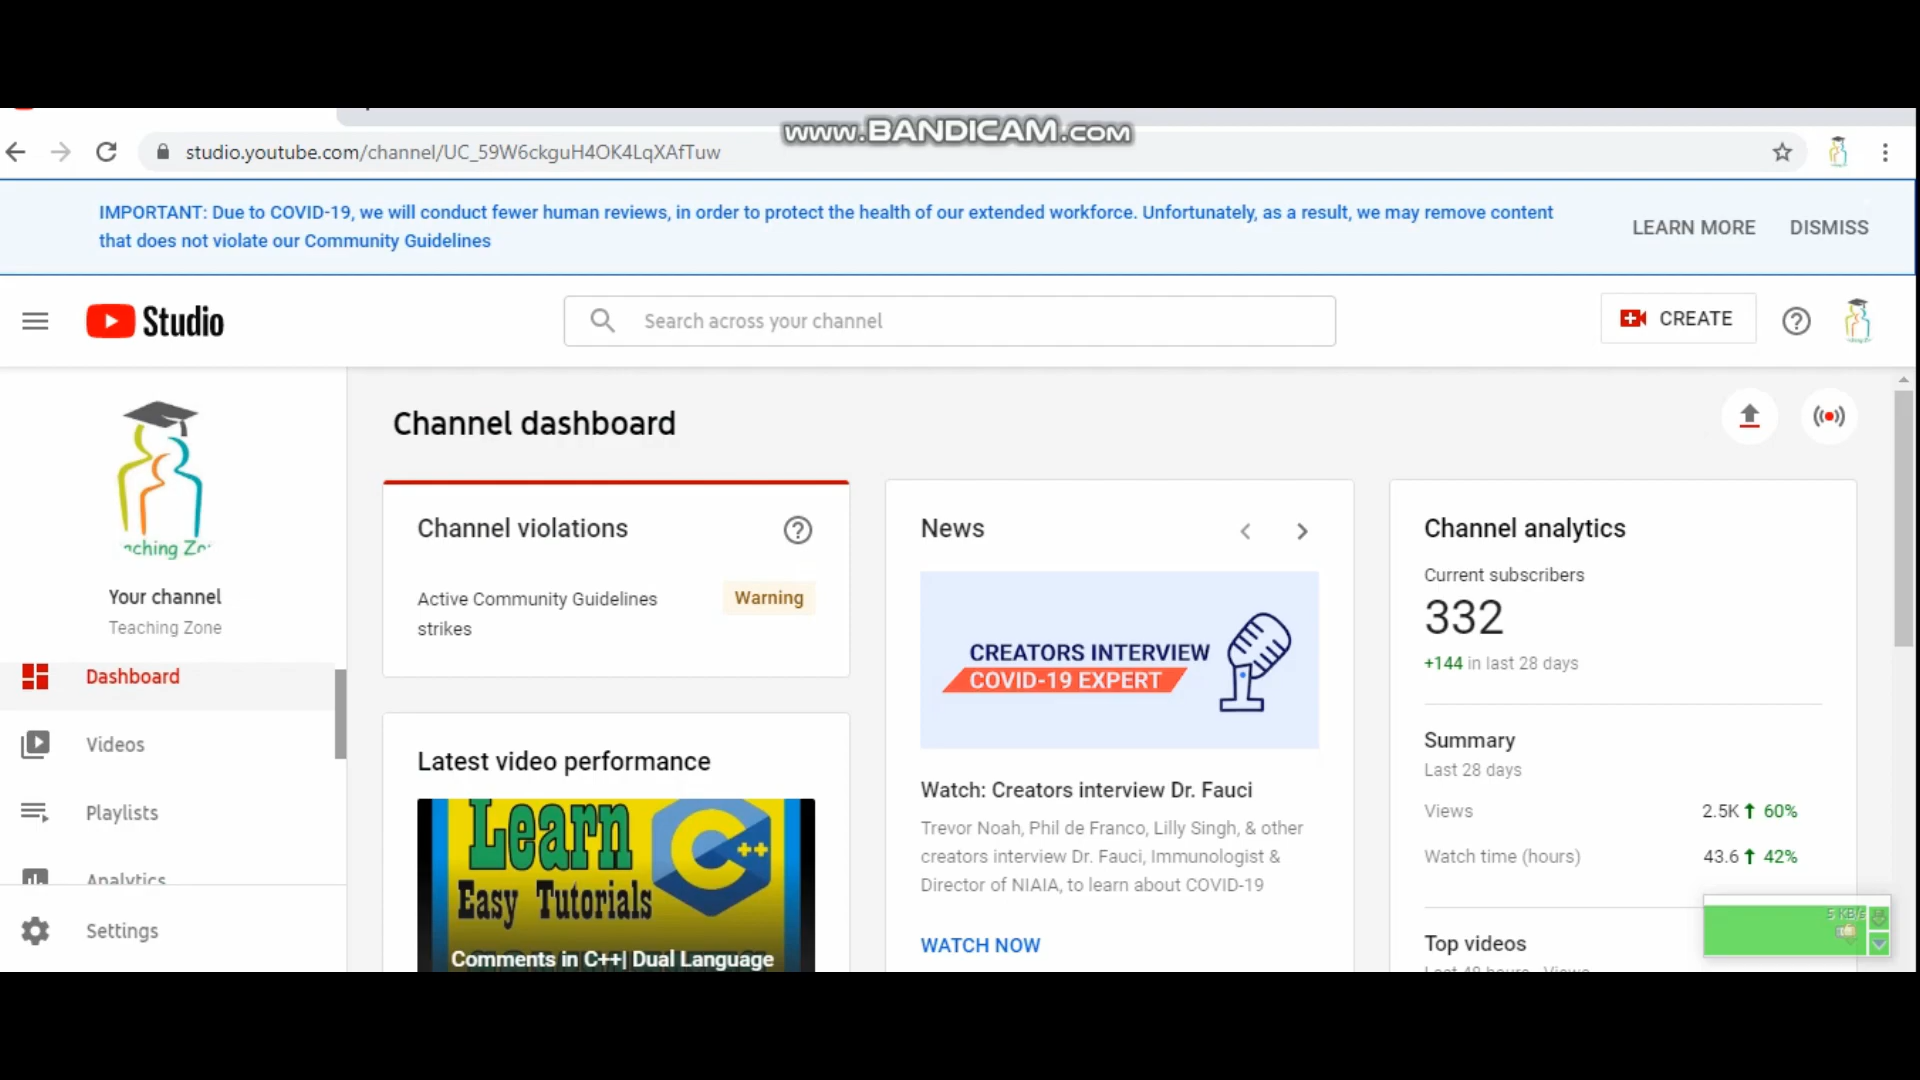 www.BANDICAM.com
studio.youtube.com/channel/UC_59W6ckguH4OK4LqXAfTuw
IMPORTANT: Due to COVID-19, we will conduct fewer human reviews, in order to protect the health of our extended workforce. Unfortunately, as a result, we may remove content
that does not violate our Community Guidelines
LEARN MORE
DISMISS
Studio
Search across your channel
CREATE
Channel dashboard
Your channel
Teaching Zone
Dashboard
Videos
Playlists
Analytics
Settings
Channel violations
Active Community Guidelines
strikes
Warning
Latest video performance
Learn
Easy Tutorials
C++
Comments in C++| Dual Language
News
CREATORS INTERVIEW
COVID-19 EXPERT
Watch: Creators interview Dr. Fauci
Trevor Noah, Phil de Franco, Lilly Singh, & other
creators interview Dr. Fauci, Immunologist &
Director of NIAIA, to learn about COVID-19
WATCH NOW
Channel analytics
Current subscribers
332
+144 in last 28 days
Summary
Last 28 days
Views 2.5K 60%
Watch time (hours) 43.6 42%
Top videos
Last 48 hours · Views
5 KB/s